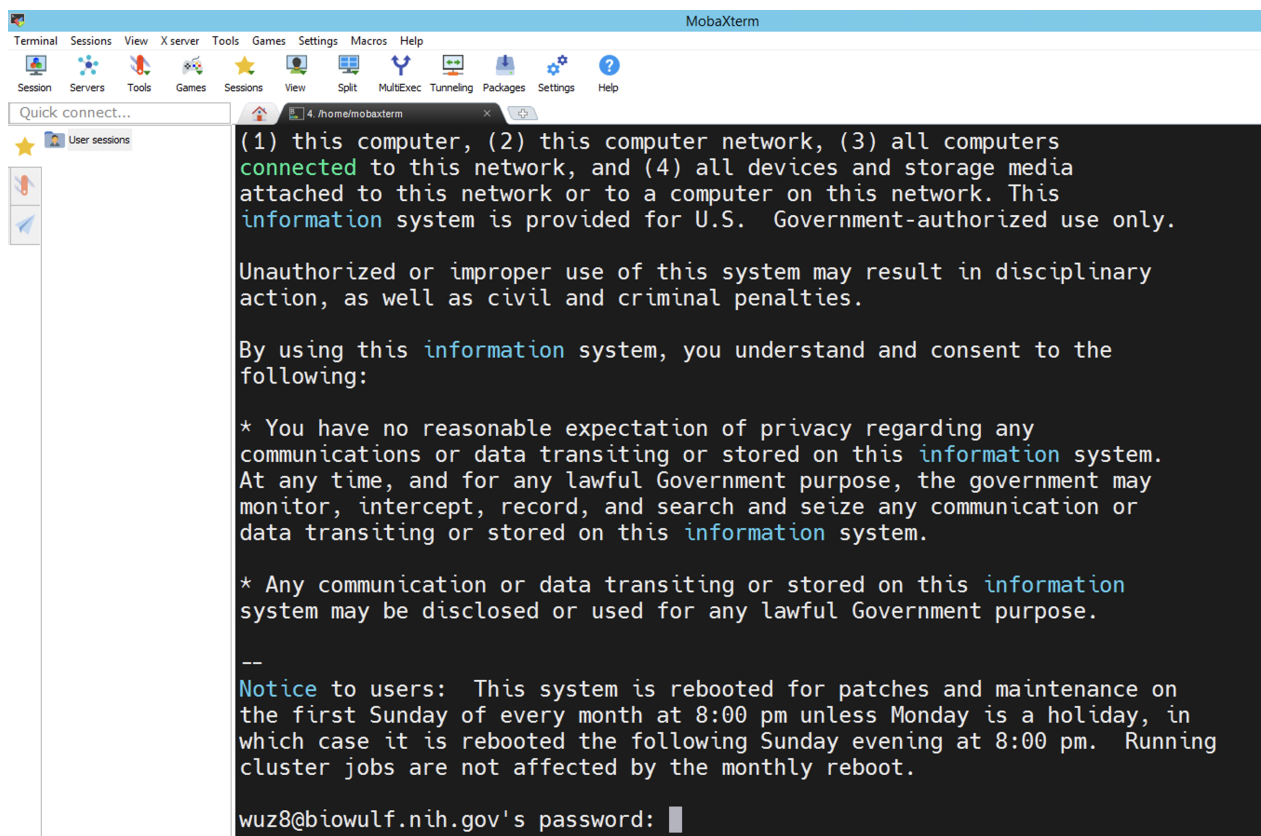 MobaXterm
Terminal Sessions View X server Tools Games Settings Macros Help
Session Servers Tools Games Sessions View Split MultiExec Tunneling Packages Settings Help
Quick connect... 4. /home/mobaxterm
User sessions
(1) this computer, (2) this computer network, (3) all computers
connected to this network, and (4) all devices and storage media
attached to this network or to a computer on this network. This
information system is provided for U.S.  Government-authorized use only.
Unauthorized or improper use of this system may result in disciplinary
action, as well as civil and criminal penalties.
By using this information system, you understand and consent to the
following:
* You have no reasonable expectation of privacy regarding any
communications or data transiting or stored on this information system.
At any time, and for any lawful Government purpose, the government may
monitor, intercept, record, and search and seize any communication or
data transiting or stored on this information system.
* Any communication or data transiting or stored on this information
system may be disclosed or used for any lawful Government purpose.
--
Notice to users:  This system is rebooted for patches and maintenance on
the first Sunday of every month at 8:00 pm unless Monday is a holiday, in
which case it is rebooted the following Sunday evening at 8:00 pm.  Running
cluster jobs are not affected by the monthly reboot.
wuz8@biowulf.nih.gov's password: